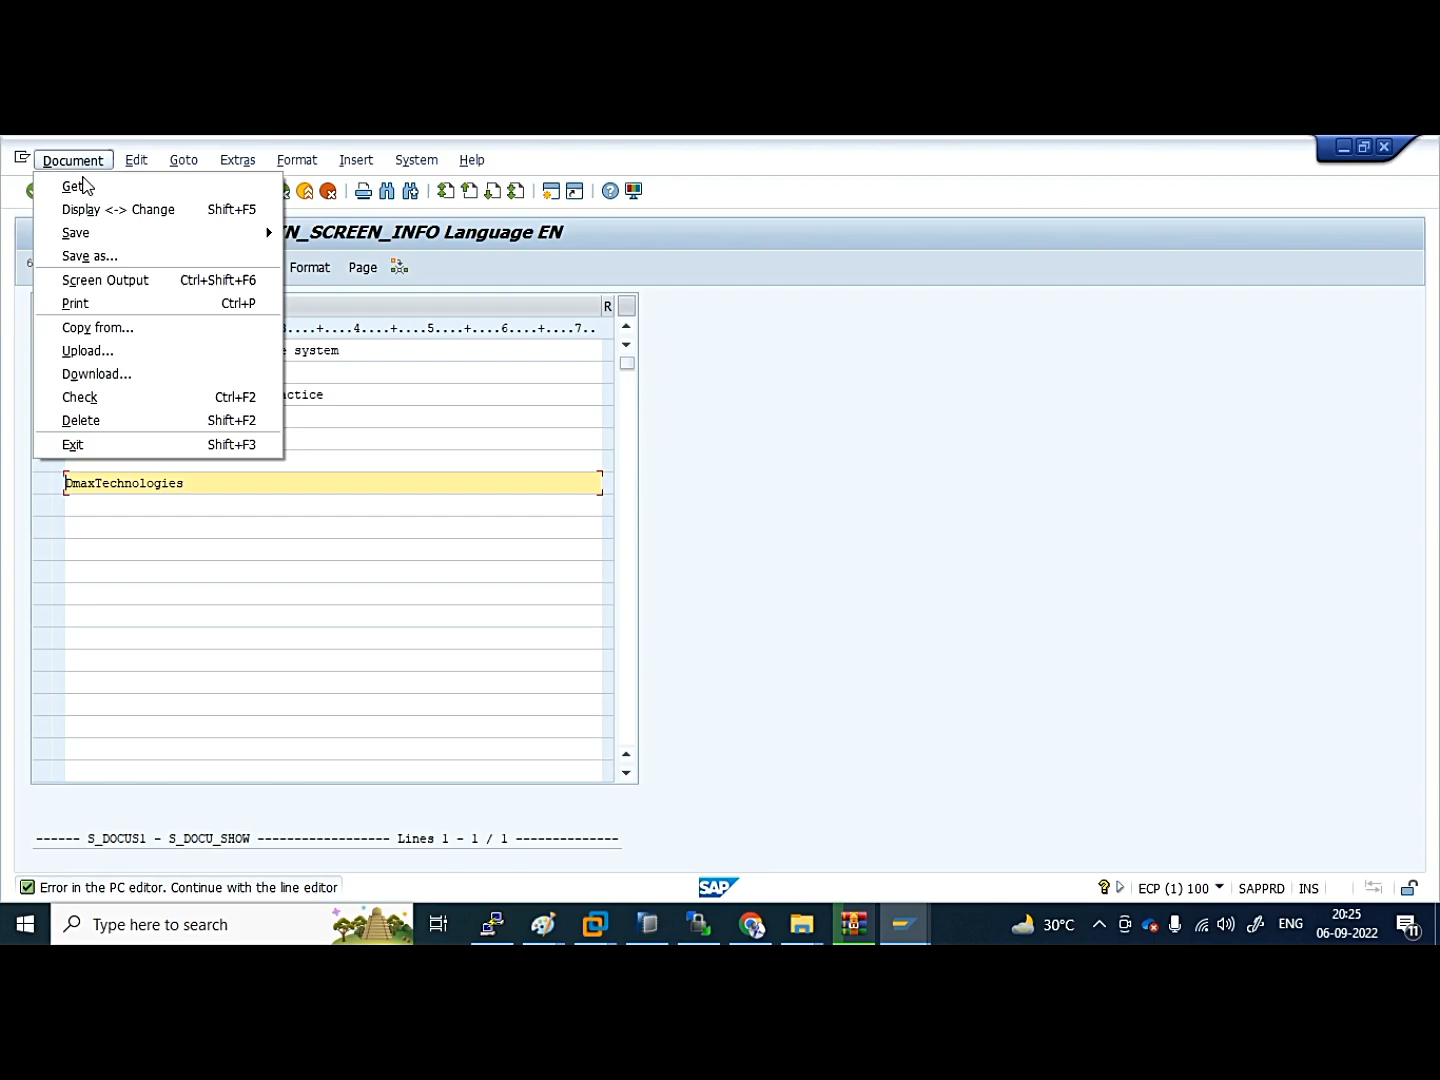 Document Edit Goto Extras Format Insert System Help
Get
Display <-> Change Shift+F5
Save
Save as...
Screen Output Ctrl+Shift+F6
Print Ctrl+P
Copy from...
Upload...
Download...
Check Ctrl+F2
Delete Shift+F2
Exit Shift+F3
N_SCREEN_INFO Language EN
Format Page
R
....+....4....+....5....+....6....+....7..
system
actice
DmaxTechnologies
------ S_DOCUS1 - S_DOCU_SHOW ------------------ Lines 1 - 1 / 1 --------------
Error in the PC editor. Continue with the line editor
SAP
ECP (1) 100 SAPPRD INS
Type here to search
30°C
ENG
20:25
06-09-2022
11